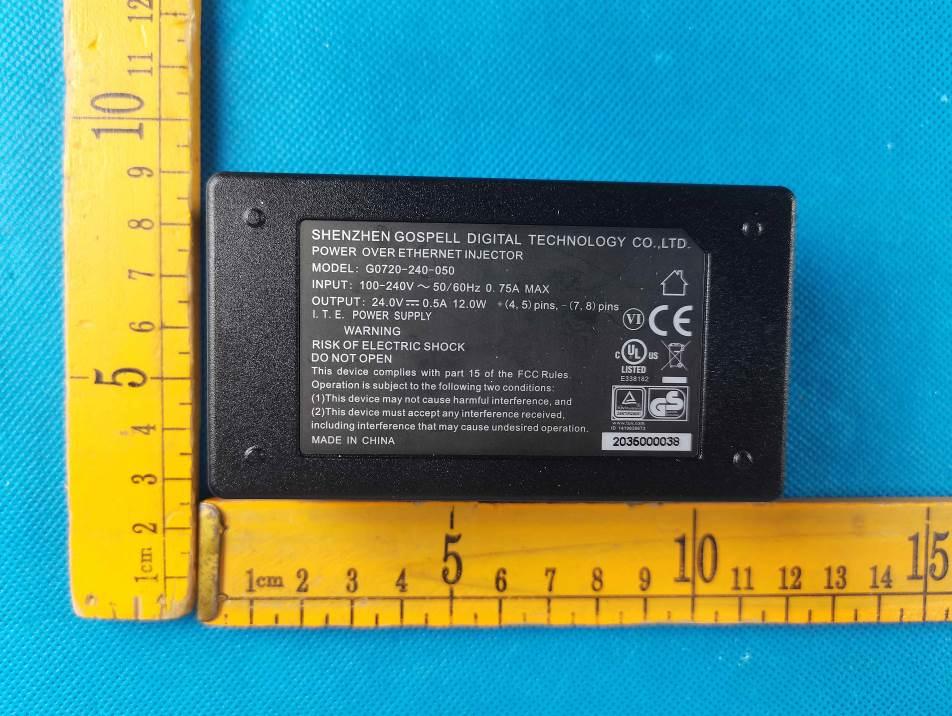 SHENZHEN GOSPELL DIGITAL TECHNOLOGY CO.,LTD.
POWER OVER ETHERNET INJECTOR
MODEL: G0720-240-050
INPUT: 100-240V ~ 50/60Hz 0.75A MAX
OUTPUT: 24.0V⎓0.5A 12.0W +(4,5) pins, -(7,8) pins
I.T.E. POWER SUPPLY
WARNING
RISK OF ELECTRIC SHOCK
DO NOT OPEN
This device complies with part 15 of the FCC Rules.
Operation is subject to the following two conditions:
(1)This device may not cause harmful interference, and
(2)This device must accept any interference received,
including interference that may cause undesired operation.
MADE IN CHINA
VI CE
c UL US
LISTED
E338182
GS
www.tuv.com
2035000038
12
11
10
9
8
7
6
5
4
3
2
1cm
1cm 2 3 4 5 6 7 8 9 10 11 12 13 14 15